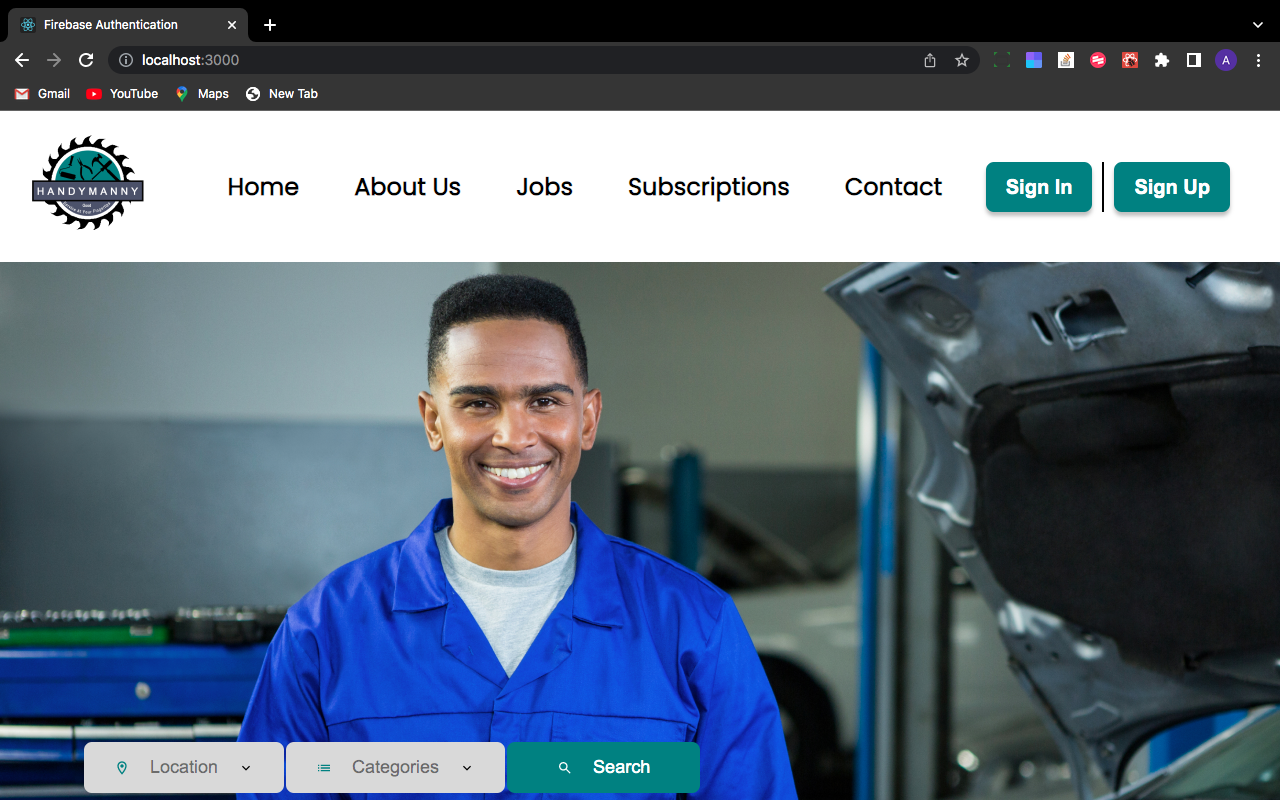 Firebase Authentication
localhost:3000
A
Gmail
YouTube
Maps
New Tab
HANDYMANNY
Home
About Us
Jobs
Subscriptions
Contact
Sign In
Sign Up
Location
Categories
Search